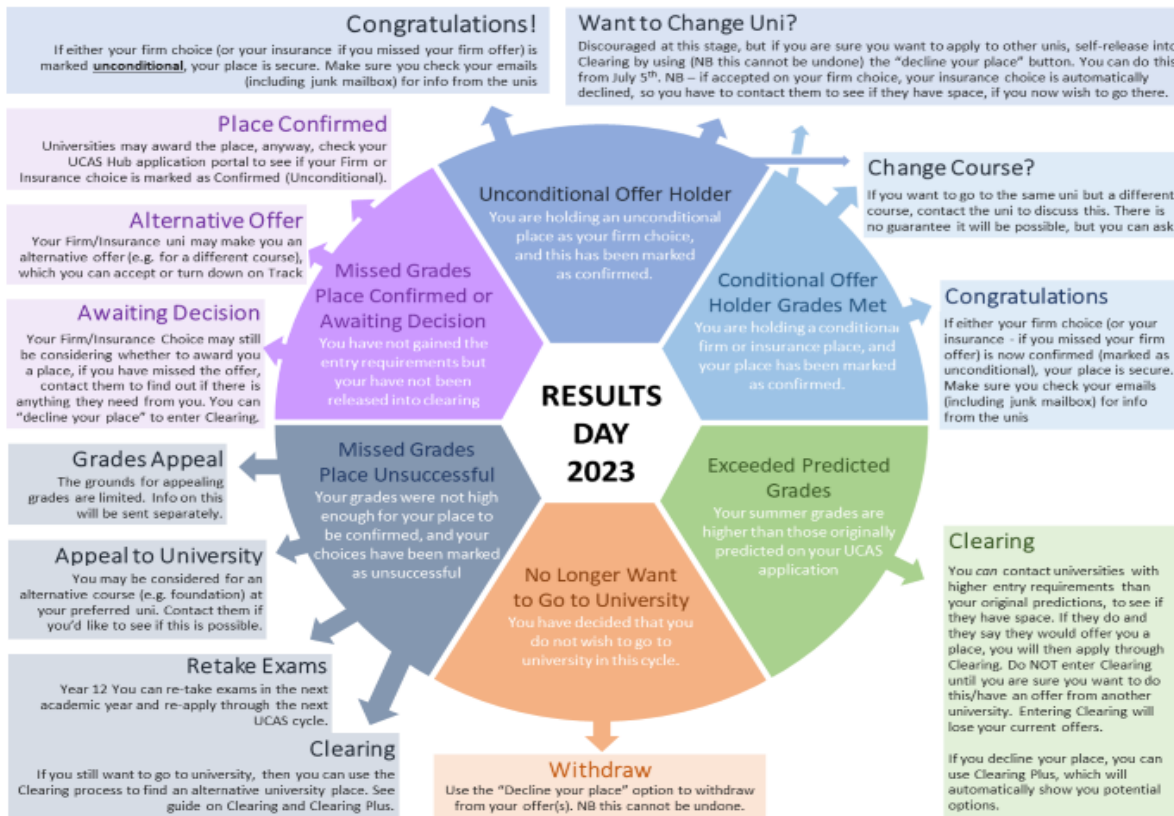 Congratulations!
If either your firm choice (or your insurance if you missed your firm offer) is
marked unconditional, your place is secure. Make sure you check your emails
(including junk mailbox) for info from the unis
Want to Change Uni?
Discouraged at this stage, but if you are sure you want to apply to other unis, self-release into
Clearing by using (NB this cannot be undone) the “decline your place” button. You can do this
from July 5th. NB – if accepted on your firm choice, your insurance choice is automatically
declined, so you have to contact them to see if they have space, if you now wish to go there.
Place Confirmed
Universities may award the place, anyway, check your
UCAS Hub application portal to see if your Firm or
Insurance choice is marked as Confirmed (Unconditional).
Alternative Offer
Your Firm/Insurance uni may make you an
alternative offer (e.g. for a different course),
which you can accept or turn down on Track
Awaiting Decision
Your Firm/Insurance Choice may still
be considering whether to award you
a place, if you have missed the offer,
contact them to find out if there is
anything they need from you. You can
“decline your place” to enter Clearing.
Unconditional Offer Holder
You are holding an unconditional
place as your firm choice,
and this has been marked
as confirmed.
Change Course?
If you want to go to the same uni but a different
course, contact the uni to discuss this. There is
no guarantee it will be possible, but you can ask
Missed Grades
Place Confirmed or
Awaiting Decision
You have not gained the
entry requirements but
your have not been
released into clearing
Conditional Offer
Holder Grades Met
You are holding a conditional
firm or insurance place, and
your place has been marked
as confirmed.
Congratulations
If either your firm choice (or your
insurance - if you missed your firm
offer) is now confirmed (marked as
unconditional), your place is secure.
Make sure you check your emails
(including junk mailbox) for info
from the unis
RESULTS
DAY
2023
Grades Appeal
The grounds for appealing
grades are limited. Info on this
will be sent separately.
Appeal to University
You may be considered for an
alternative course (e.g. foundation) at
your preferred uni. Contact them if
you’d like to see if this is possible.
Retake Exams
Year 12 You can re-take exams in the next
academic year and re-apply through the next
UCAS cycle.
Clearing
If you still want to go to university, then you can use the
Clearing process to find an alternative university place. See
guide on Clearing and Clearing Plus.
Missed Grades
Place Unsuccessful
Your grades were not high
enough for your place to
be confirmed, and your
choices have been marked
as unsuccessful
No Longer Want
to Go to University
You have decided that you
do not wish to go to
university in this cycle.
Withdraw
Use the “Decline your place” option to withdraw
from your offer(s). NB this cannot be undone.
Exceeded Predicted
Grades
Your summer grades are
higher than those originally
predicted on your UCAS
application
Clearing
You can contact universities with
higher entry requirements than
your original predictions, to see if
they have space. If they do and
they say they would offer you a
place, you will then apply through
Clearing. Do NOT enter Clearing
until you are sure you want to do
this/have an offer from another
university. Entering Clearing will
lose your current offers.
If you decline your place, you can
use Clearing Plus, which will
automatically show you potential
options.